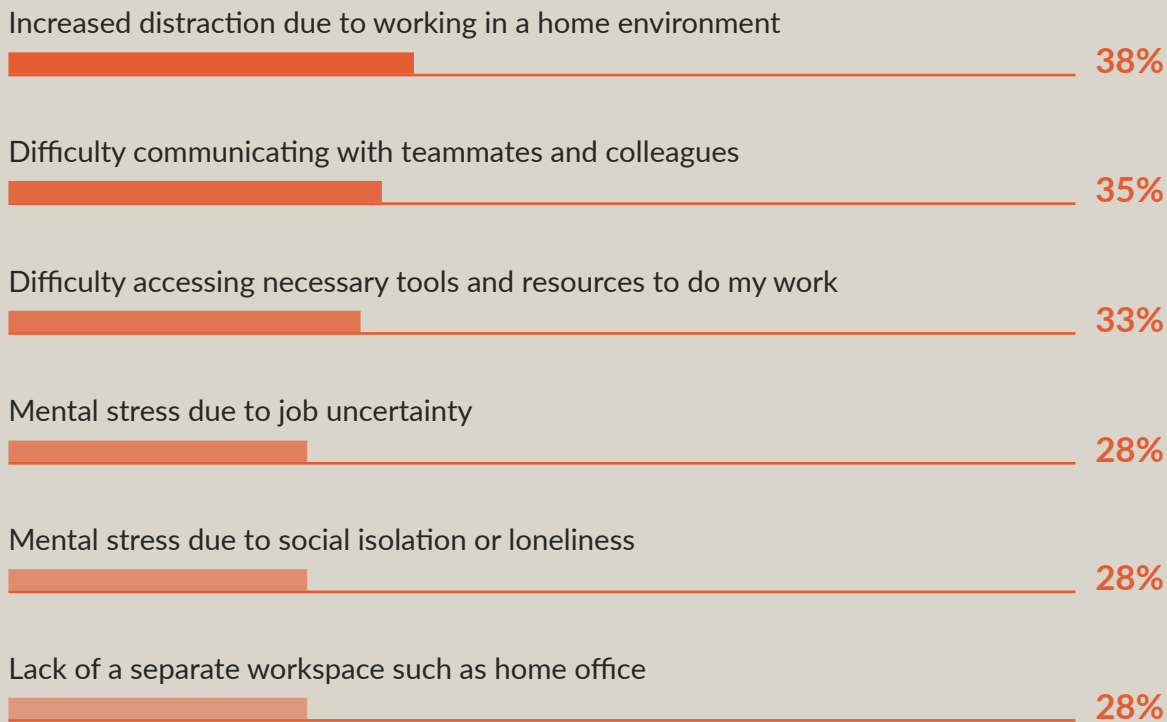 Increased distraction due to working in a home environment
38%
Difficulty communicating with teammates and colleagues
35%
Difficulty accessing necessary tools and resources to do my work
33%
Mental stress due to job uncertainty
28%
Mental stress due to social isolation or loneliness
28%
Lack of a separate workspace such as home office
28%